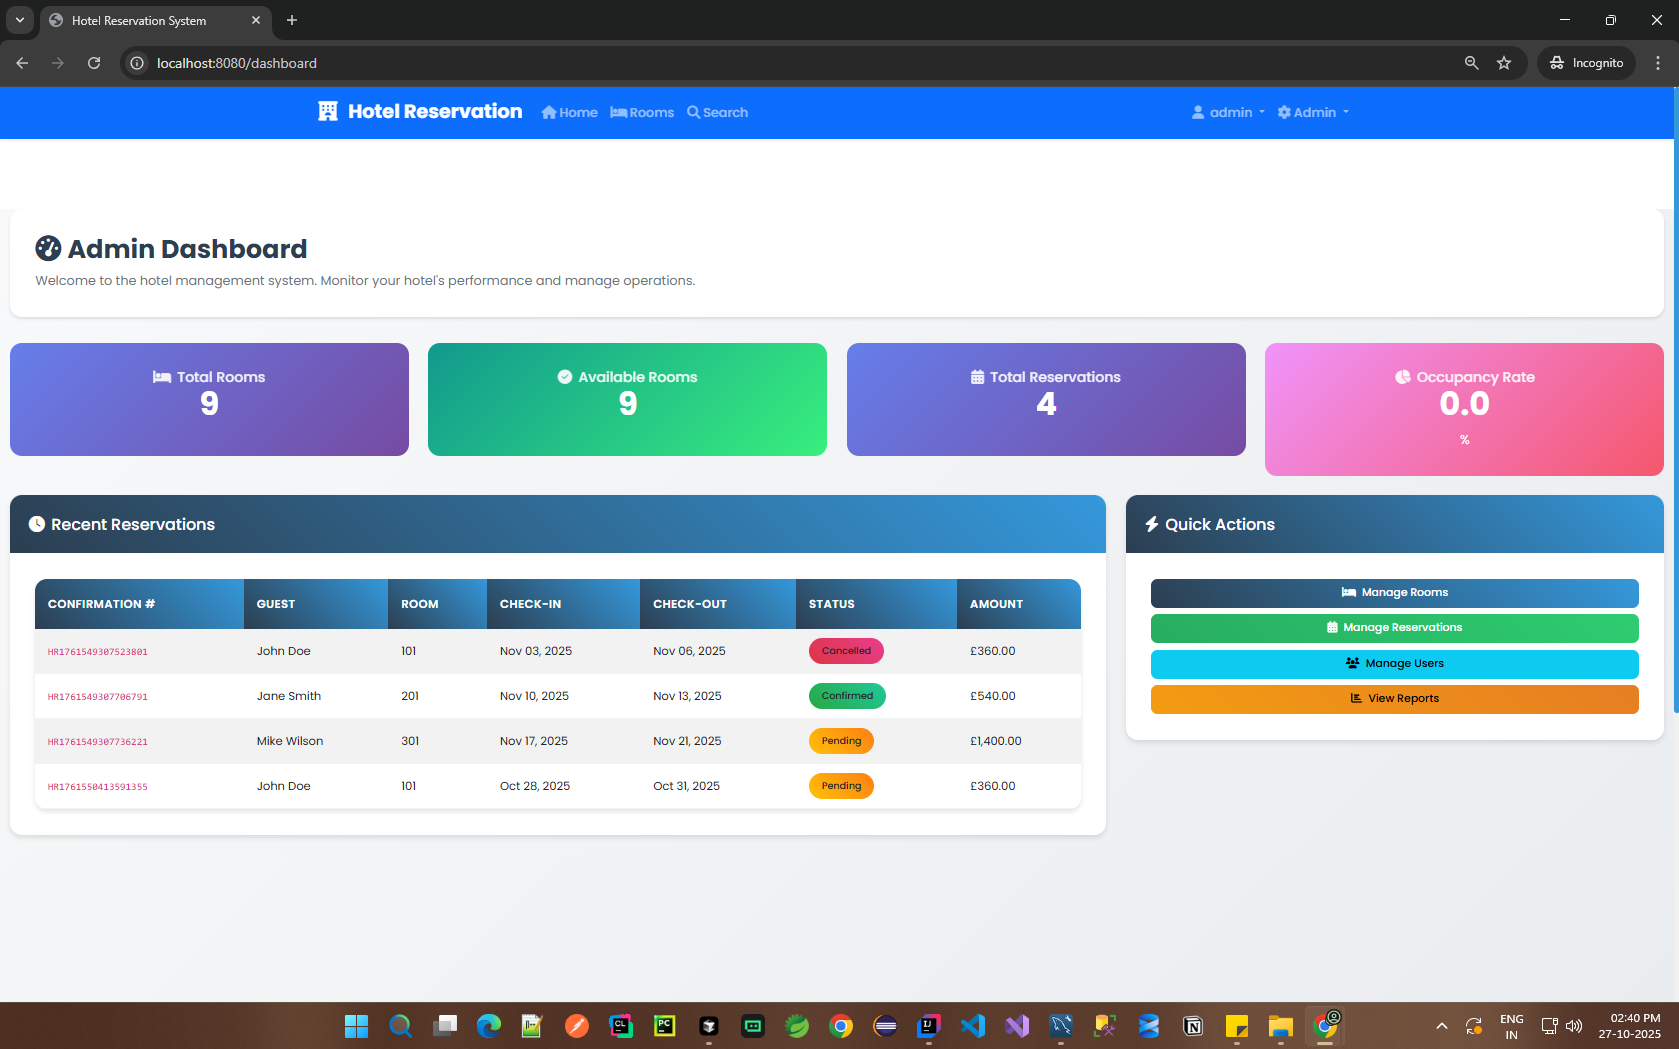 Hotel Reservation System
localhost:8080/dashboard
Incognito
Hotel Reservation Home Rooms Search admin Admin
Admin Dashboard
Welcome to the hotel management system. Monitor your hotel's performance and manage operations.
Total Rooms
9
Available Rooms
9
Total Reservations
4
Occupancy Rate
0.0
%
Recent Reservations
CONFIRMATION # GUEST ROOM CHECK-IN CHECK-OUT STATUS AMOUNT
HR1761549307523801 John Doe 101 Nov 03, 2025 Nov 06, 2025 Cancelled £360.00
HR1761549307706791 Jane Smith 201 Nov 10, 2025 Nov 13, 2025 Confirmed £540.00
HR1761549307736221 Mike Wilson 301 Nov 17, 2025 Nov 21, 2025 Pending £1,400.00
HR1761550413591355 John Doe 101 Oct 28, 2025 Oct 31, 2025 Pending £360.00
Quick Actions
Manage Rooms
Manage Reservations
Manage Users
View Reports
CL
PC
IJ
ENG
IN
02:40 PM
27-10-2025